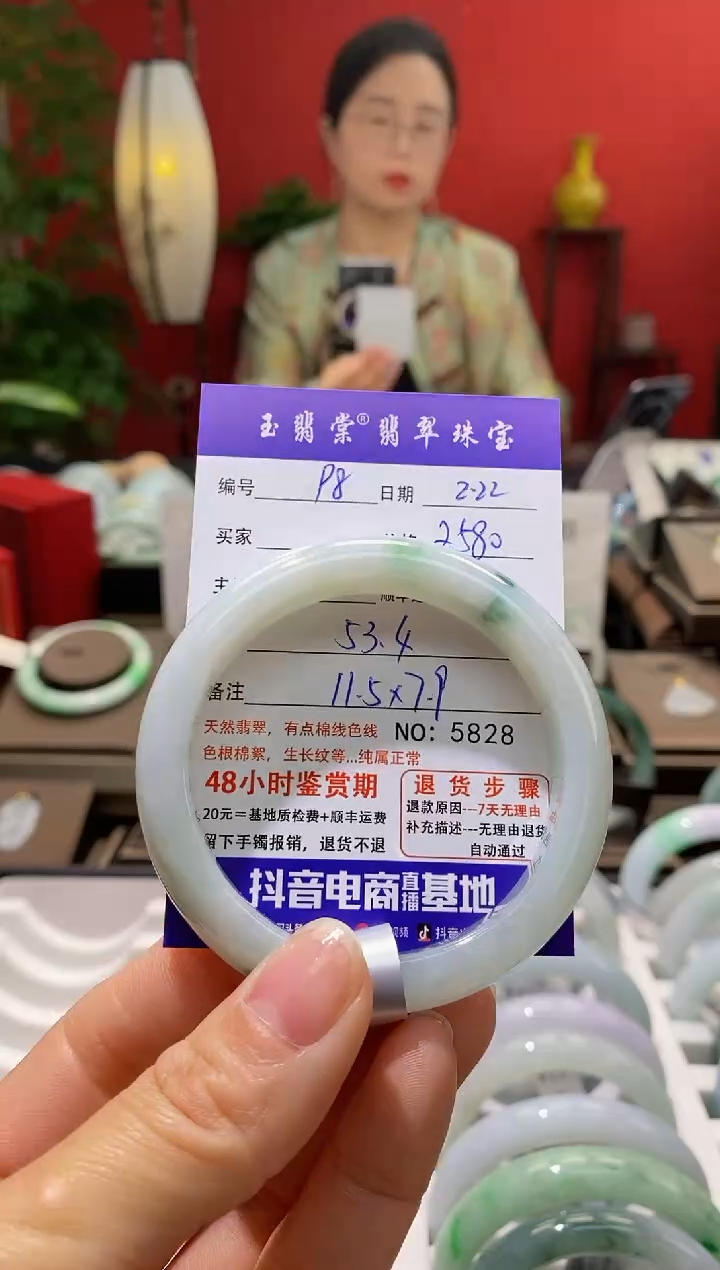 玉翡棠®翡翠珠宝
编号 P8 日期 2-22
买家 2580
53.4
备注 11.5x7.9
天然翡翠，有点棉线色线 NO: 5828
色根棉絮，生长纹等...纯属正常
48小时鉴赏期
20元=基地质检费+顺丰运费
留下手镯报销，退货不退
退货步骤
退款原因---7天无理由
补充描述---无理由退货
自动通过
抖音电商直播基地
抖音